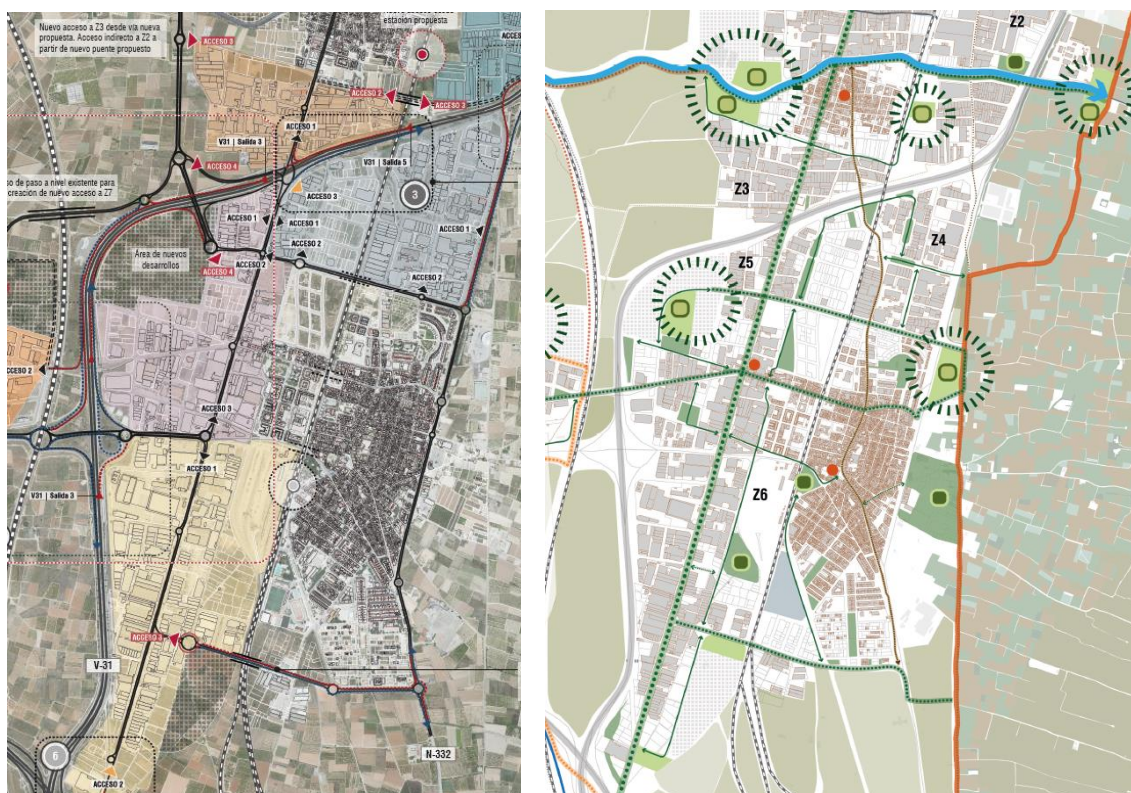 Nuevo acceso a Z3 desde vía nueva
propuesta. Acceso indirecto a Z2 a
partir de nuevo puente propuesto
estación propuesta
ACCESO 3
ACCESO 2
ACCESO 3
ACCESO 1
V31 | Salida 3
V31 | Salida 5
ACCESO 4
so de paso a nivel existente para
creación de nuevo acceso a Z7
ACCESO 3
3
ACCESO 1
ACCESO 1
ACCESO 1
Área de nuevos
desarrollos
ACCESO 2
ACCESO 2
ACCESO 4
ACCESO 2
ACCESO 2
ACCESO 3
ACCESO 1
V31 | Salida 3
ACCESO 3
V-31
6
N-332
ACCESO 2
Z2
Z3
Z4
Z5
Z6